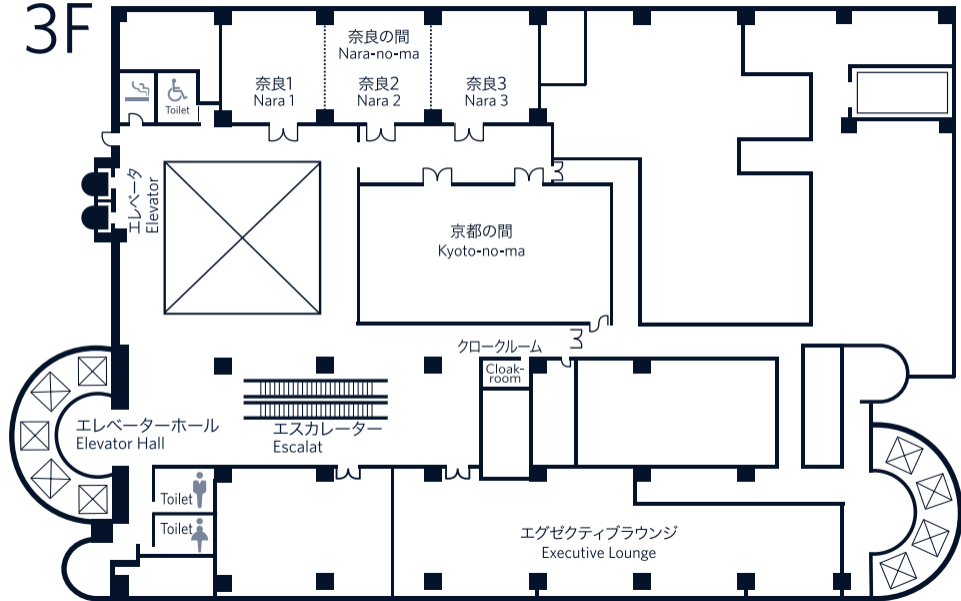 3F
奈良の間
Nara-no-ma
奈良1
Nara 1
奈良2
Nara 2
奈良3
Nara 3
Toilet
エレベータ
Elevator
京都の間
Kyoto-no-ma
クロークルーム
Cloak-
room
エレベーターホール
Elevator Hall
エスカレーター
Escalat
Toilet
Toilet
エグゼクティブラウンジ
Executive Lounge